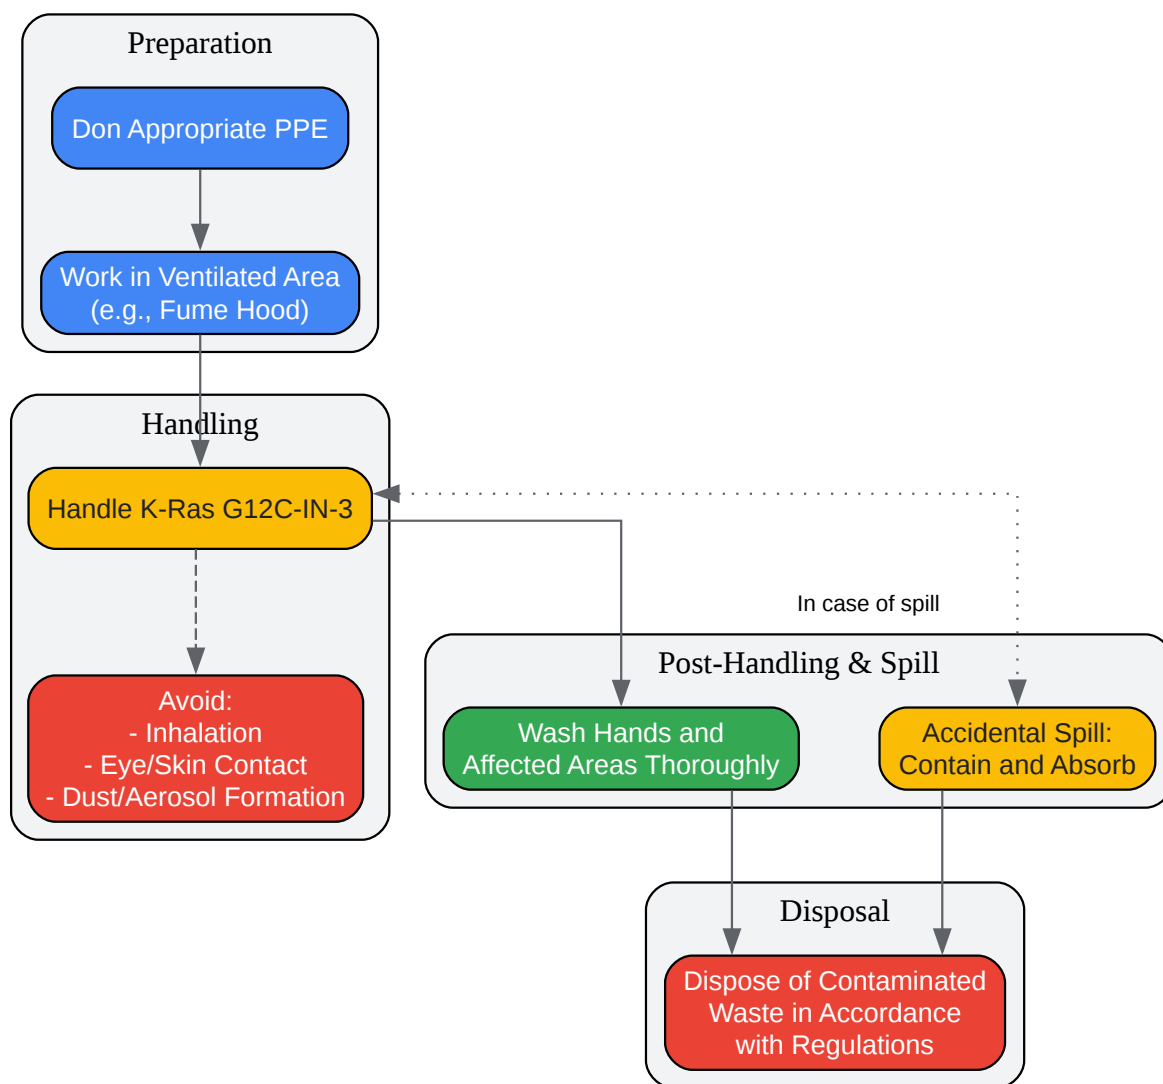 Preparation
Don Appropriate PPE
Work in Ventilated Area
(e.g., Fume Hood)
Handling
Handle K-Ras G12C-IN-3
Avoid:
- Inhalation
- Eye/Skin Contact
- Dust/Aerosol Formation
In case of spill
Post-Handling & Spill
Wash Hands and
Affected Areas Thoroughly
Accidental Spill:
Contain and Absorb
Disposal
Dispose of Contaminated
Waste in Accordance
with Regulations